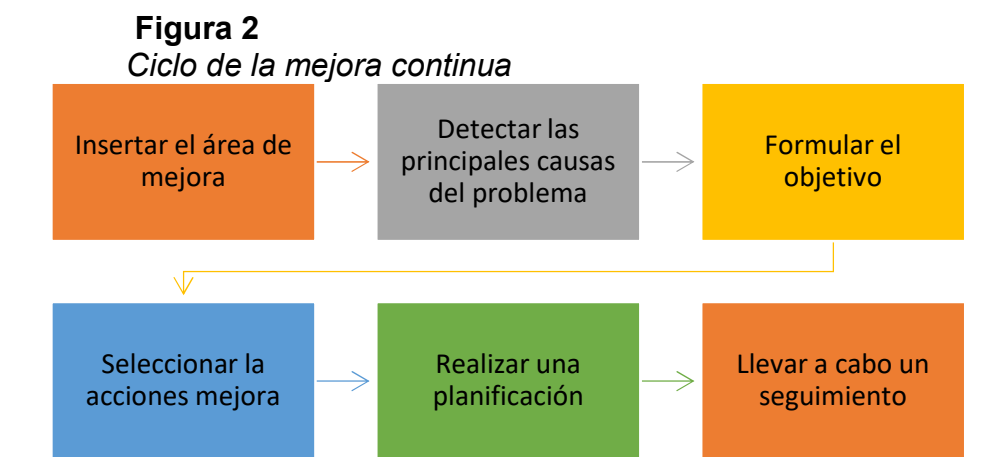 Figura 2
Ciclo de la mejora continua
Insertar el área de
mejora
Detectar las
principales causas
del problema
Formular el
objetivo
Seleccionar la
acciones mejora
Realizar una
planificación
Llevar a cabo un
seguimiento